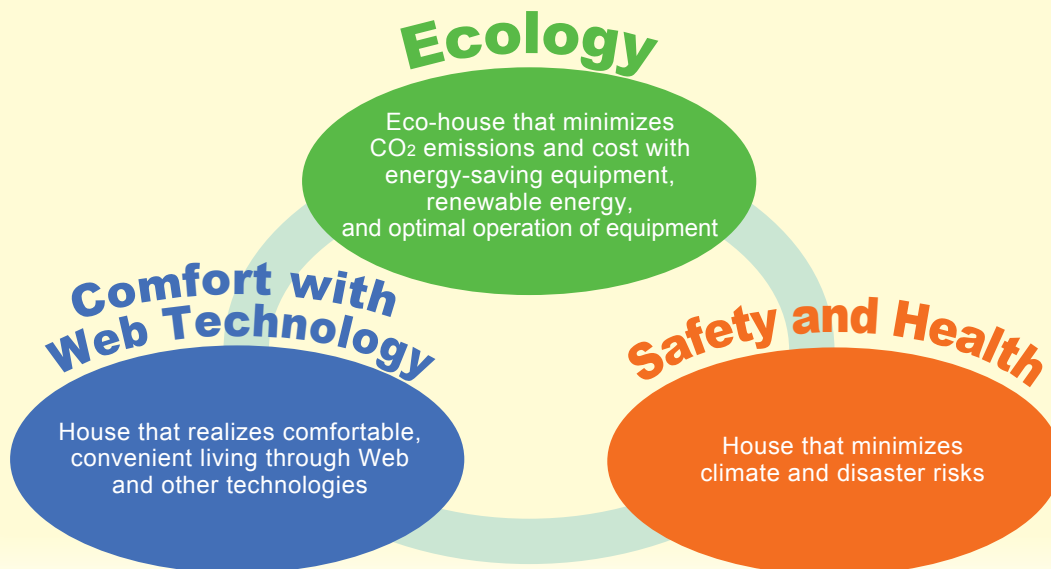 Ecology
Eco-house that minimizes
CO₂ emissions and cost with
energy-saving equipment,
renewable energy,
and optimal operation of equipment
Comfort with
Web Technology
House that realizes comfortable,
convenient living through Web
and other technologies
Safety and Health
House that minimizes
climate and disaster risks